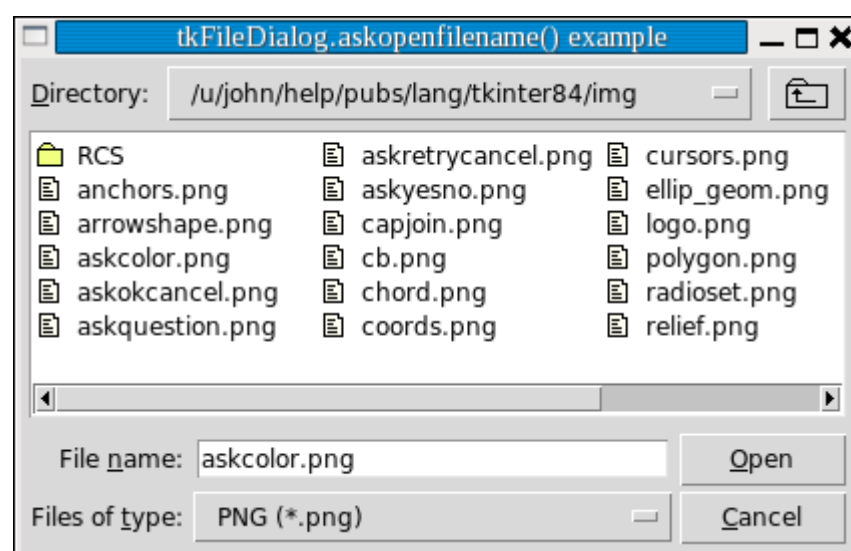 tkFileDialog.askopenfilename() example
Directory: /u/john/help/pubs/lang/tkinter84/img
RCS askretrycancel.png cursors.png
anchors.png askyesno.png ellip_geom.png
arrowshape.png capjoin.png logo.png
askcolor.png cb.png polygon.png
askokcancel.png chord.png radioset.png
askquestion.png coords.png relief.png
File name: askcolor.png Open
Files of type: PNG (*.png) Cancel